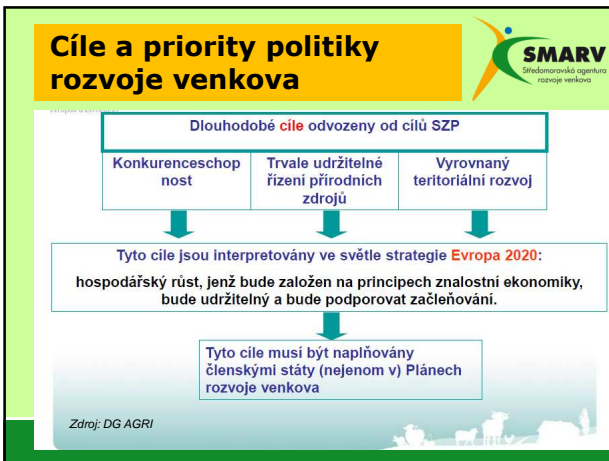 Cíle a priority politiky
rozvoje venkova
SMARV
Středomoravská agentura
rozvoje venkova
Dlouhodobé cíle odvozeny od cílů SZP
Konkurenceschop
nost
Trvale udržitelné
řízení přírodních
zdrojů
Vyrovnaný
teritoriální rozvoj
Tyto cíle jsou interpretovány ve světle strategie Evropa 2020:
hospodářský růst, jenž bude založen na principech znalostní ekonomiky,
bude udržitelný a bude podporovat začleňování.
Tyto cíle musí být naplňovány
členskými státy (nejenom v) Plánech
rozvoje venkova
Zdroj: DG AGRI